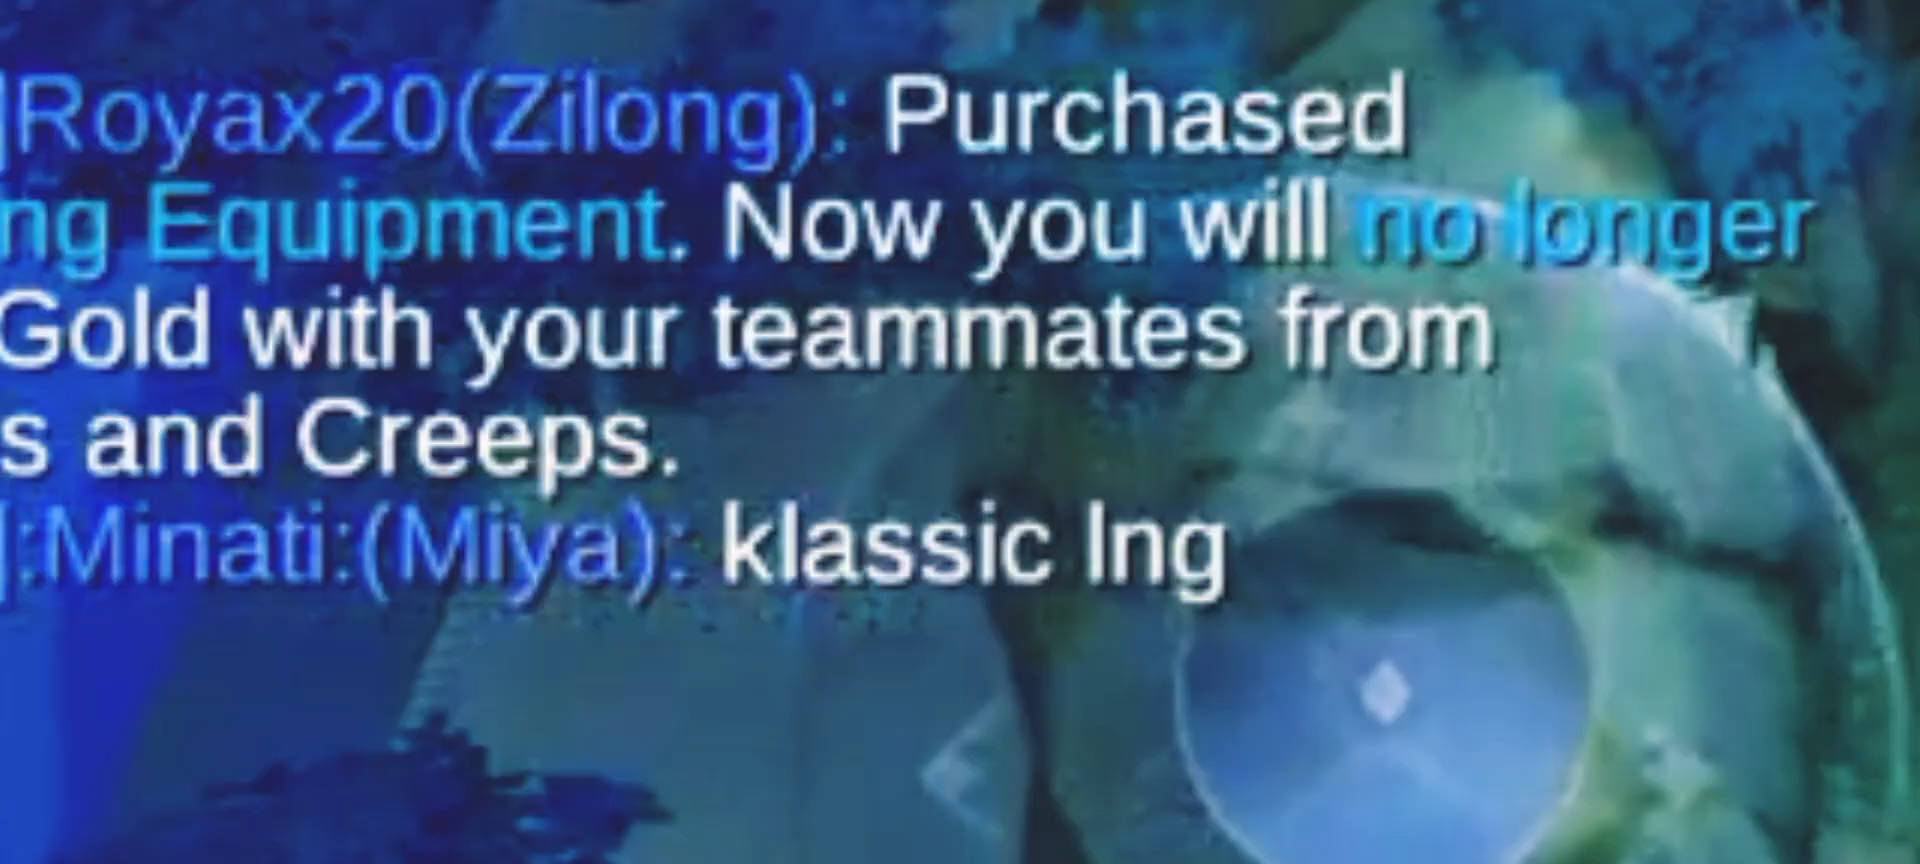 ]Royax20(Zilong): Purchased
ng Equipment. Now you will no longer
Gold with your teammates from
s and Creeps.
]:Minati:(Miya): klassic lng